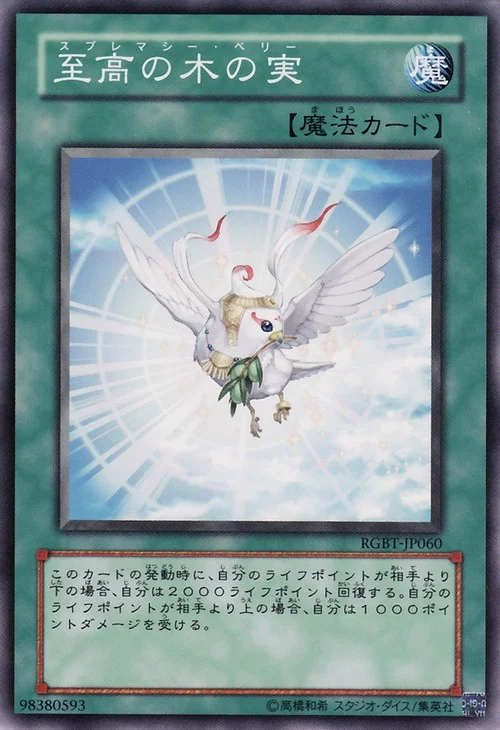 スプレマシー・ベリー
至高の木の実
魔
まほう
【魔法カード】
RGBT-JP060
このカードの発動時に、自分のライフポイントが相手より
下の場合、自分は2000ライフポイント回復する。自分の
ライフポイントが相手より上の場合、自分は1000ポイ
ントダメージを受ける。
98380593
©高橋和希 スタジオ・ダイス/集英社